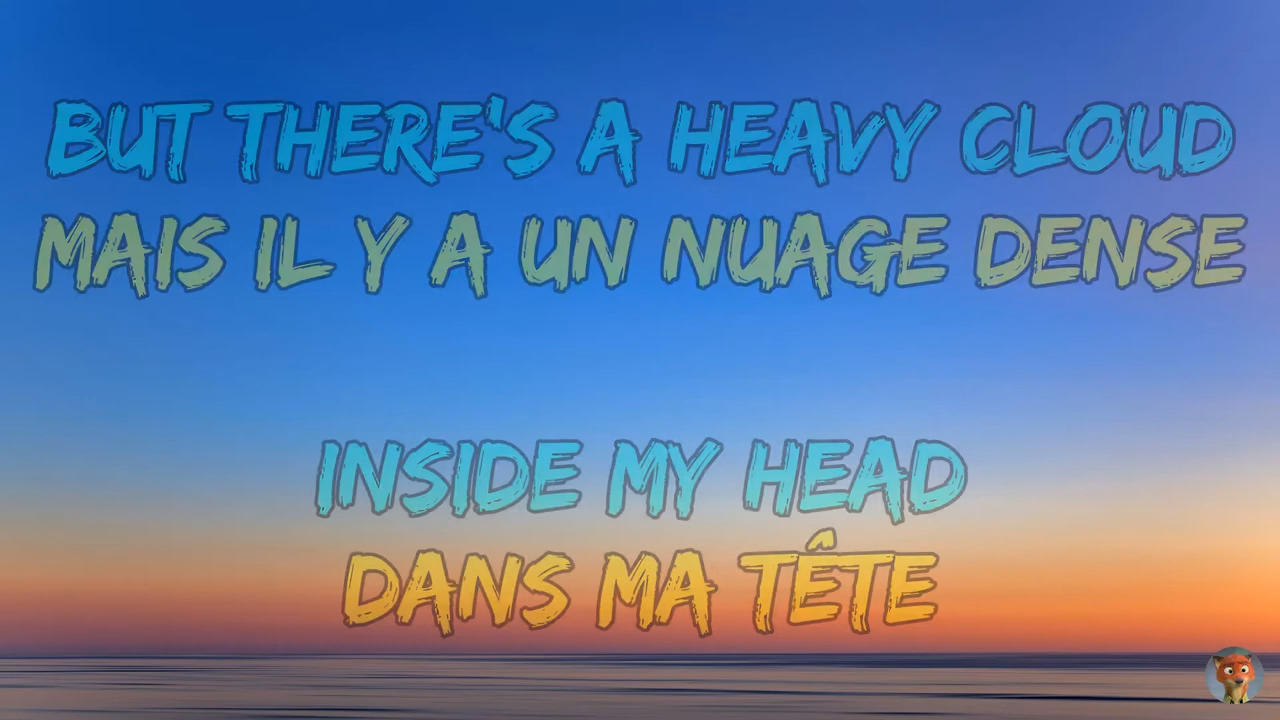 BUT THERE'S A HEAVY CLOUD
MAIS IL Y A UN NUAGE DENSE
INSIDE MY HEAD
DANS MA TÊTE